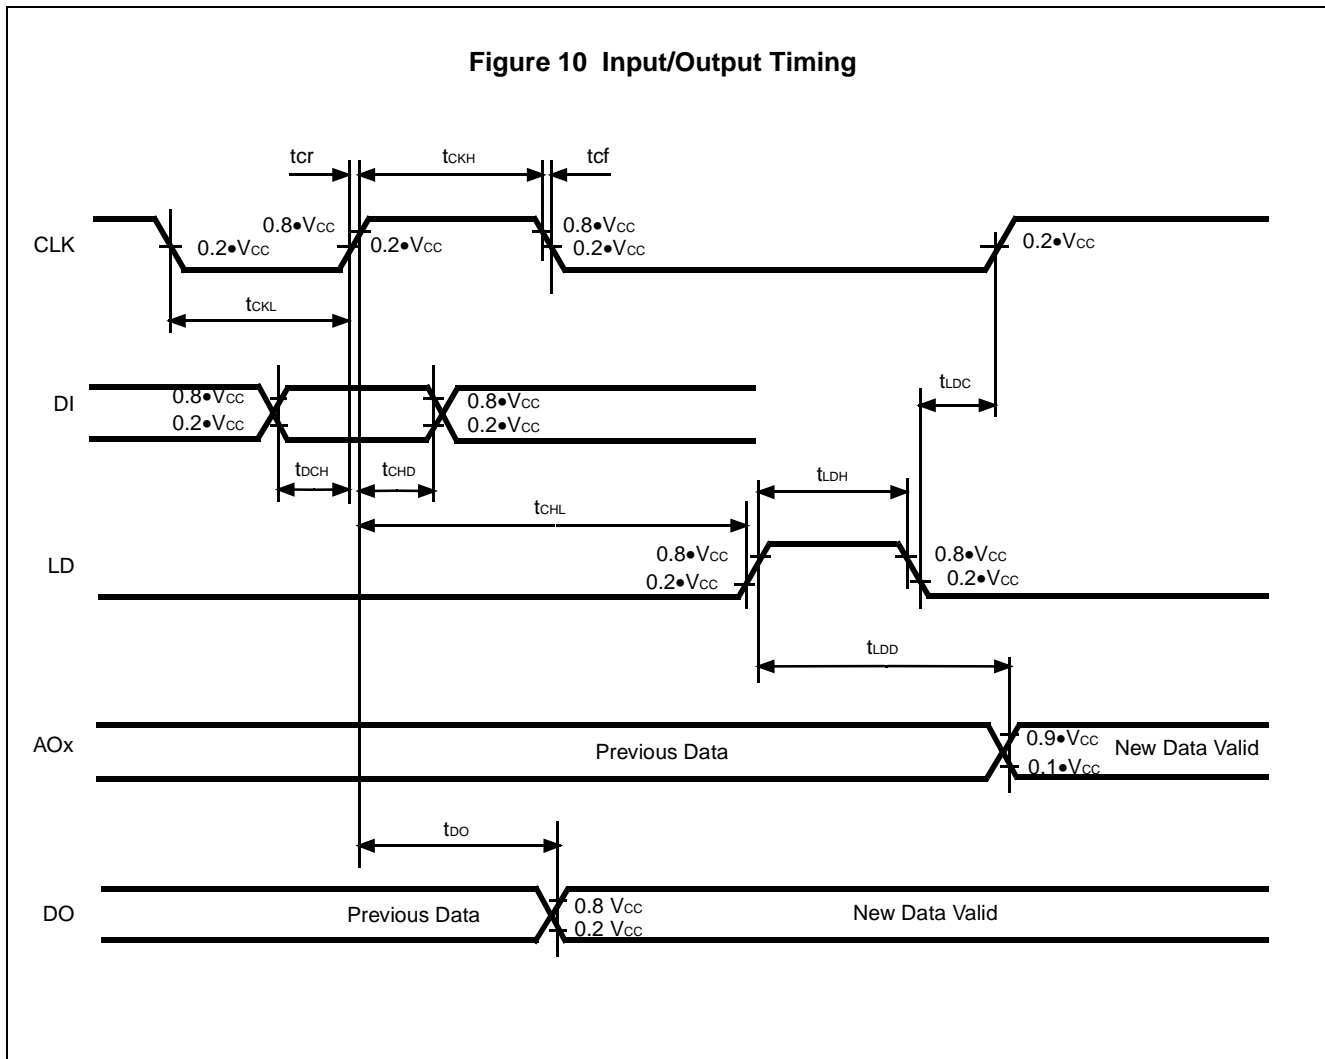 Figure 10 Input/Output Timing
tcr
tCKH
tcf
CLK
0.8•VCC
0.8•VCC
0.2•VCC
0.2•VCC
0.2•VCC
0.2•VCC
tCKL
tLDC
DI
0.8•VCC
0.8•VCC
0.2•VCC
0.2•VCC
tDCH
tCHD
tLDH
tCHL
LD
0.8•VCC
0.8•VCC
0.2•VCC
0.2•VCC
tLDD
AOx
Previous Data
0.9•VCC
New Data Valid
0.1•VCC
tDO
DO
Previous Data
0.8 VCC
New Data Valid
0.2 VCC